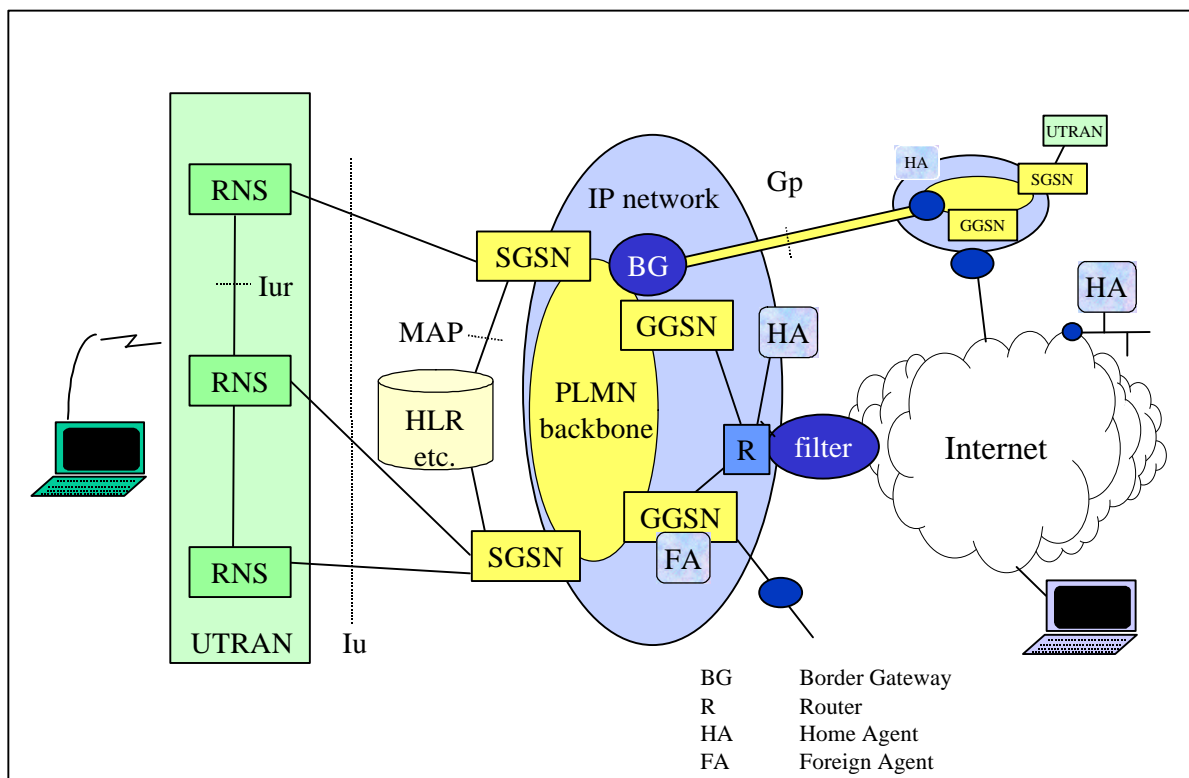 UTRAN
HA
SGSN
GGSN
Gp
RNS
IP network
SGSN
BG
Iur
HA
GGSN
HA
MAP
RNS
HLR
etc.
PLMN
backbone
R
filter
Internet
GGSN
FA
SGSN
RNS
UTRAN
Iu
BG Border Gateway
R Router
HA Home Agent
FA Foreign Agent